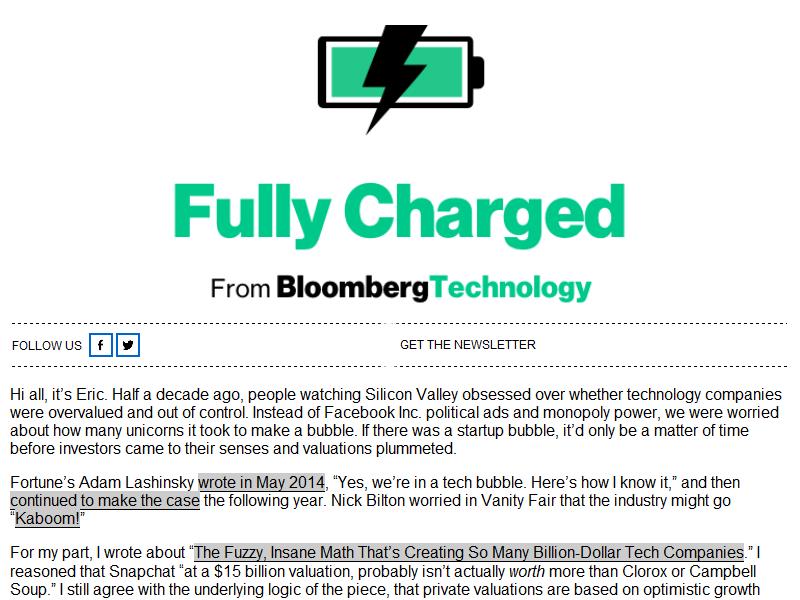 Fully Charged
From BloombergTechnology
FOLLOW US
GET THE NEWSLETTER
Hi all, it’s Eric. Half a decade ago, people watching Silicon Valley obsessed over whether technology companies
were overvalued and out of control. Instead of Facebook Inc. political ads and monopoly power, we were worried
about how many unicorns it took to make a bubble. If there was a startup bubble, it’d only be a matter of time
before investors came to their senses and valuations plummeted.
Fortune’s Adam Lashinsky wrote in May 2014, “Yes, we’re in a tech bubble. Here’s how I know it,” and then
continued to make the case the following year. Nick Bilton worried in Vanity Fair that the industry might go
“Kaboom!”
For my part, I wrote about “The Fuzzy, Insane Math That’s Creating So Many Billion-Dollar Tech Companies.” I
reasoned that Snapchat “at a $15 billion valuation, probably isn’t actually worth more than Clorox or Campbell
Soup.” I still agree with the underlying logic of the piece, that private valuations are based on optimistic growth